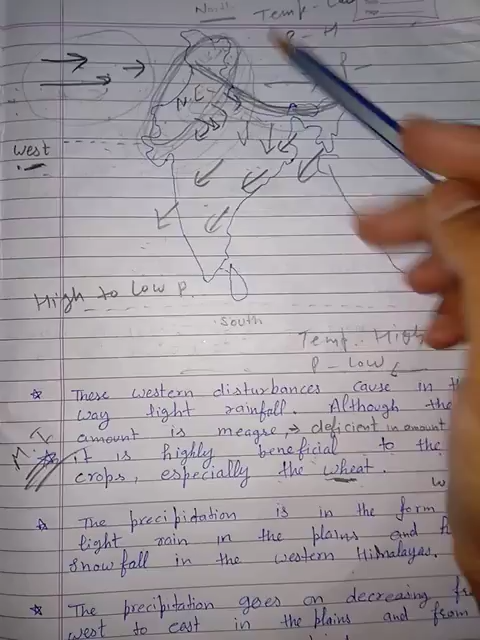 North
Temp - Low
P - H
P -
N.E
West
High to Low P.
South
Temp - High
P - Low
These western disturbances cause in
way light rainfall. Although the
amount is meagre, → deficient in amount
it is highly beneficial to the
crops, especially the wheat.
The precipitation is in the form
light rain in the plains and
snowfall in the western Himalayas.
The precipitation goes on decreasing
west to east in the plains and from